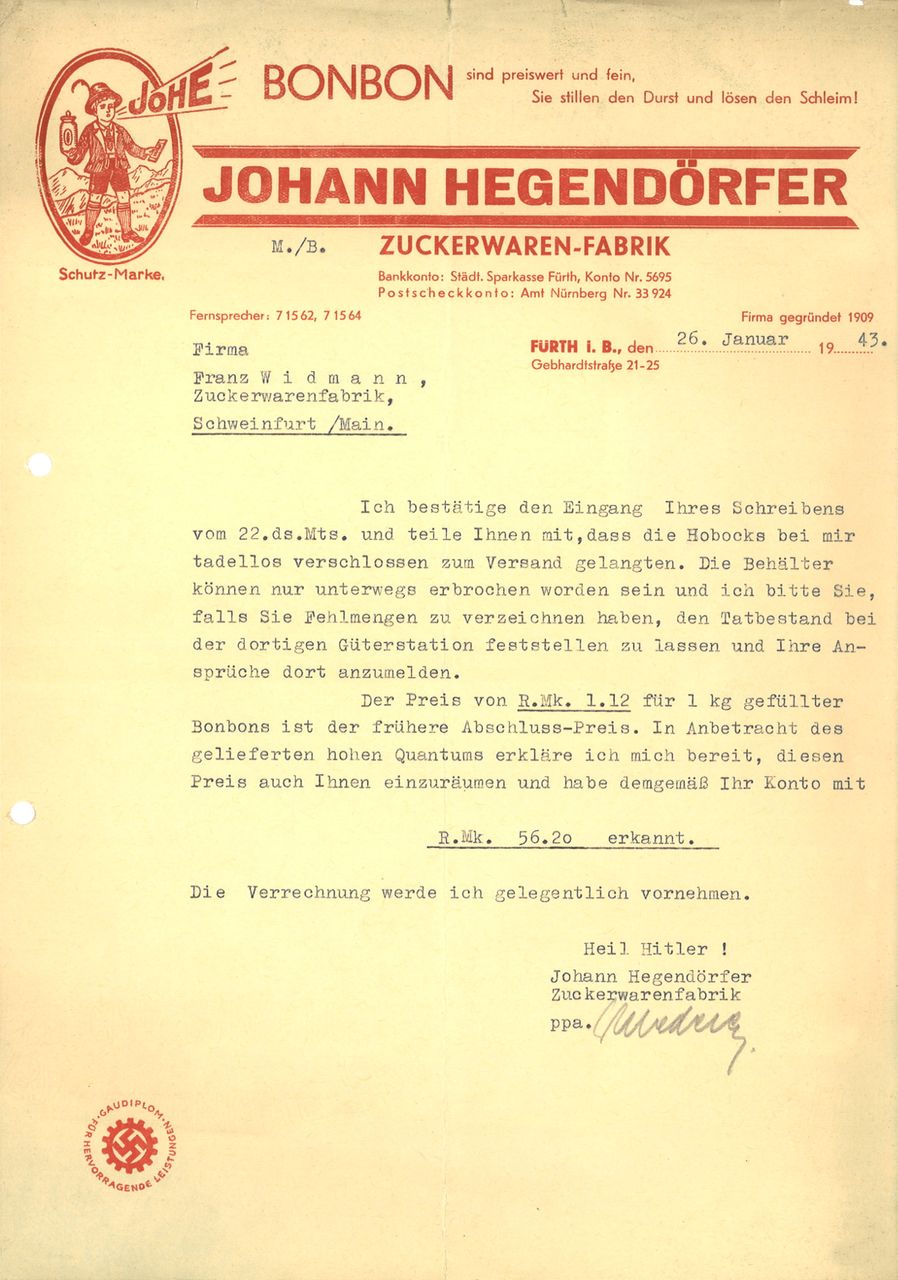 JOHE BONBON sind preiswert und fein,
Sie stillen den Durst und lösen den Schleim!
JOHANN HEGENDÖRFER
M./B. ZUCKERWAREN-FABRIK
Schutz-Marke.
Bankkonto: Städt. Sparkasse Fürth, Konto Nr. 5695
Postscheckkonto: Amt Nürnberg Nr. 33 924
Fernsprecher: 7 15 62, 7 15 64
Firma gegründet 1909
FÜRTH i. B., den 26. Januar 19 43.
Gebhardtstraße 21-25
Firma
Franz W i d m a n n ,
Zuckerwarenfabrik,
Schweinfurt /Main.
Ich bestätige den Eingang Ihres Schreibens
vom 22.ds.Mts. und teile Ihnen mit,dass die Hobocks bei mir
tadellos verschlossen zum Versand gelangten. Die Behälter
können nur unterwegs erbrochen worden sein und ich bitte Sie,
falls Sie Fehlmengen zu verzeichnen haben, den Tatbestand bei
der dortigen Güterstation feststellen zu lassen und Ihre An-
sprüche dort anzumelden.
Der Preis von R.Mk. 1.12 für 1 kg gefüllter
Bonbons ist der frühere Abschluss-Preis. In Anbetracht des
gelieferten hohen Quantums erkläre ich mich bereit, diesen
Preis auch Ihnen einzuräumen und habe demgemäß Ihr Konto mit
R.Mk. 56.2o erkannt.
Die Verrechnung werde ich gelegentlich vornehmen.
Heil Hitler !
Johann Hegendörfer
Zuckerwarenfabrik
ppa.
GAUDIPLOM
FÜR HERVORRAGENDE LEISTUNGEN